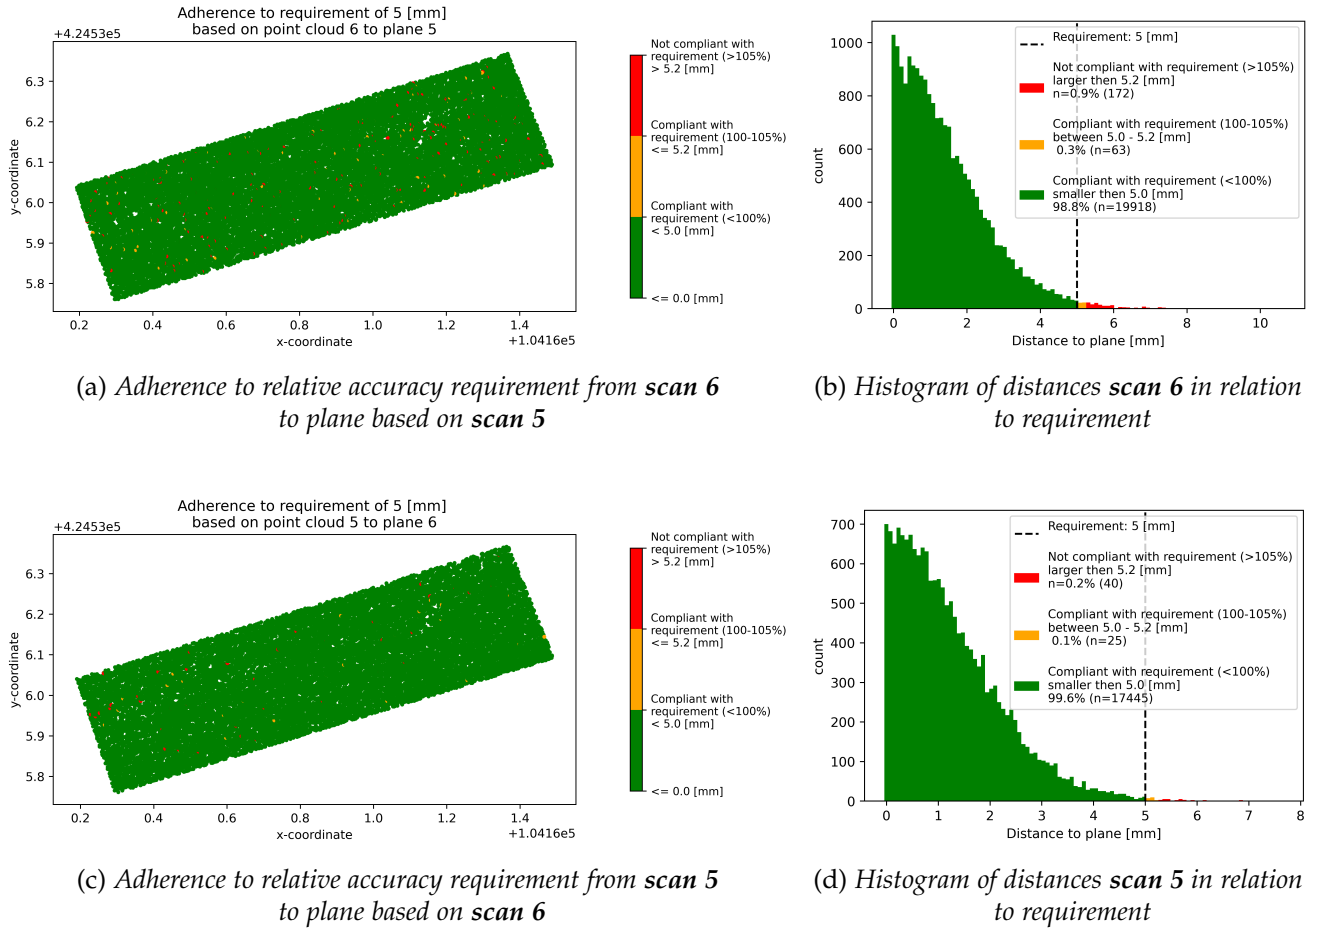 Adherence to requirement of 5 [mm]
based on point cloud 6 to plane 5
+4.2453e5
6.3
6.2
6.1
6.0
5.9
5.8
y-coordinate
0.2 0.4 0.6 0.8 1.0 1.2 1.4
x-coordinate
+1.0416e5
Not compliant with
requirement (>105%)
> 5.2 [mm]
Compliant with
requirement (100-105%)
<= 5.2 [mm]
Compliant with
requirement (<100%)
< 5.0 [mm]
<= 0.0 [mm]
1000
800
600
400
200
0
count
0 2 4 6 8 10
Distance to plane [mm]
Requirement: 5 [mm]
Not compliant with requirement (>105%)
larger then 5.2 [mm]
n=0.9% (172)
Compliant with requirement (100-105%)
between 5.0 - 5.2 [mm]
0.3% (n=63)
Compliant with requirement (<100%)
smaller then 5.0 [mm]
98.8% (n=19918)
(a) Adherence to relative accuracy requirement from scan 6
to plane based on scan 5
(b) Histogram of distances scan 6 in relation
to requirement
Adherence to requirement of 5 [mm]
based on point cloud 5 to plane 6
+4.2453e5
6.3
6.2
6.1
6.0
5.9
5.8
y-coordinate
0.2 0.4 0.6 0.8 1.0 1.2 1.4
x-coordinate
+1.0416e5
Not compliant with
requirement (>105%)
> 5.2 [mm]
Compliant with
requirement (100-105%)
<= 5.2 [mm]
Compliant with
requirement (<100%)
< 5.0 [mm]
<= 0.0 [mm]
700
600
500
400
300
200
100
0
count
0 1 2 3 4 5 6 7 8
Distance to plane [mm]
Requirement: 5 [mm]
Not compliant with requirement (>105%)
larger then 5.2 [mm]
n=0.2% (40)
Compliant with requirement (100-105%)
between 5.0 - 5.2 [mm]
0.1% (n=25)
Compliant with requirement (<100%)
smaller then 5.0 [mm]
99.6% (n=17445)
(c) Adherence to relative accuracy requirement from scan 5
to plane based on scan 6
(d) Histogram of distances scan 5 in relation
to requirement